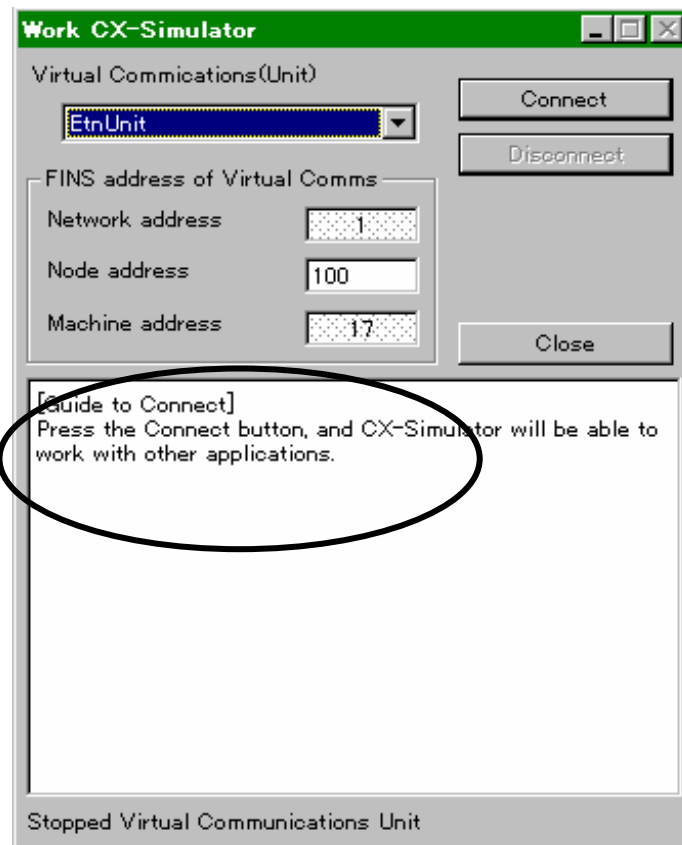 Work CX-Simulator
Virtual Commications(Unit)
EtnUnit
Connect
Disconnect
FINS address of Virtual Comms
Network address
1
Node address
100
Machine address
17
Close
[Guide to Connect]
Press the Connect button, and CX-Simulator will be able to
work with other applications.
Stopped Virtual Communications Unit